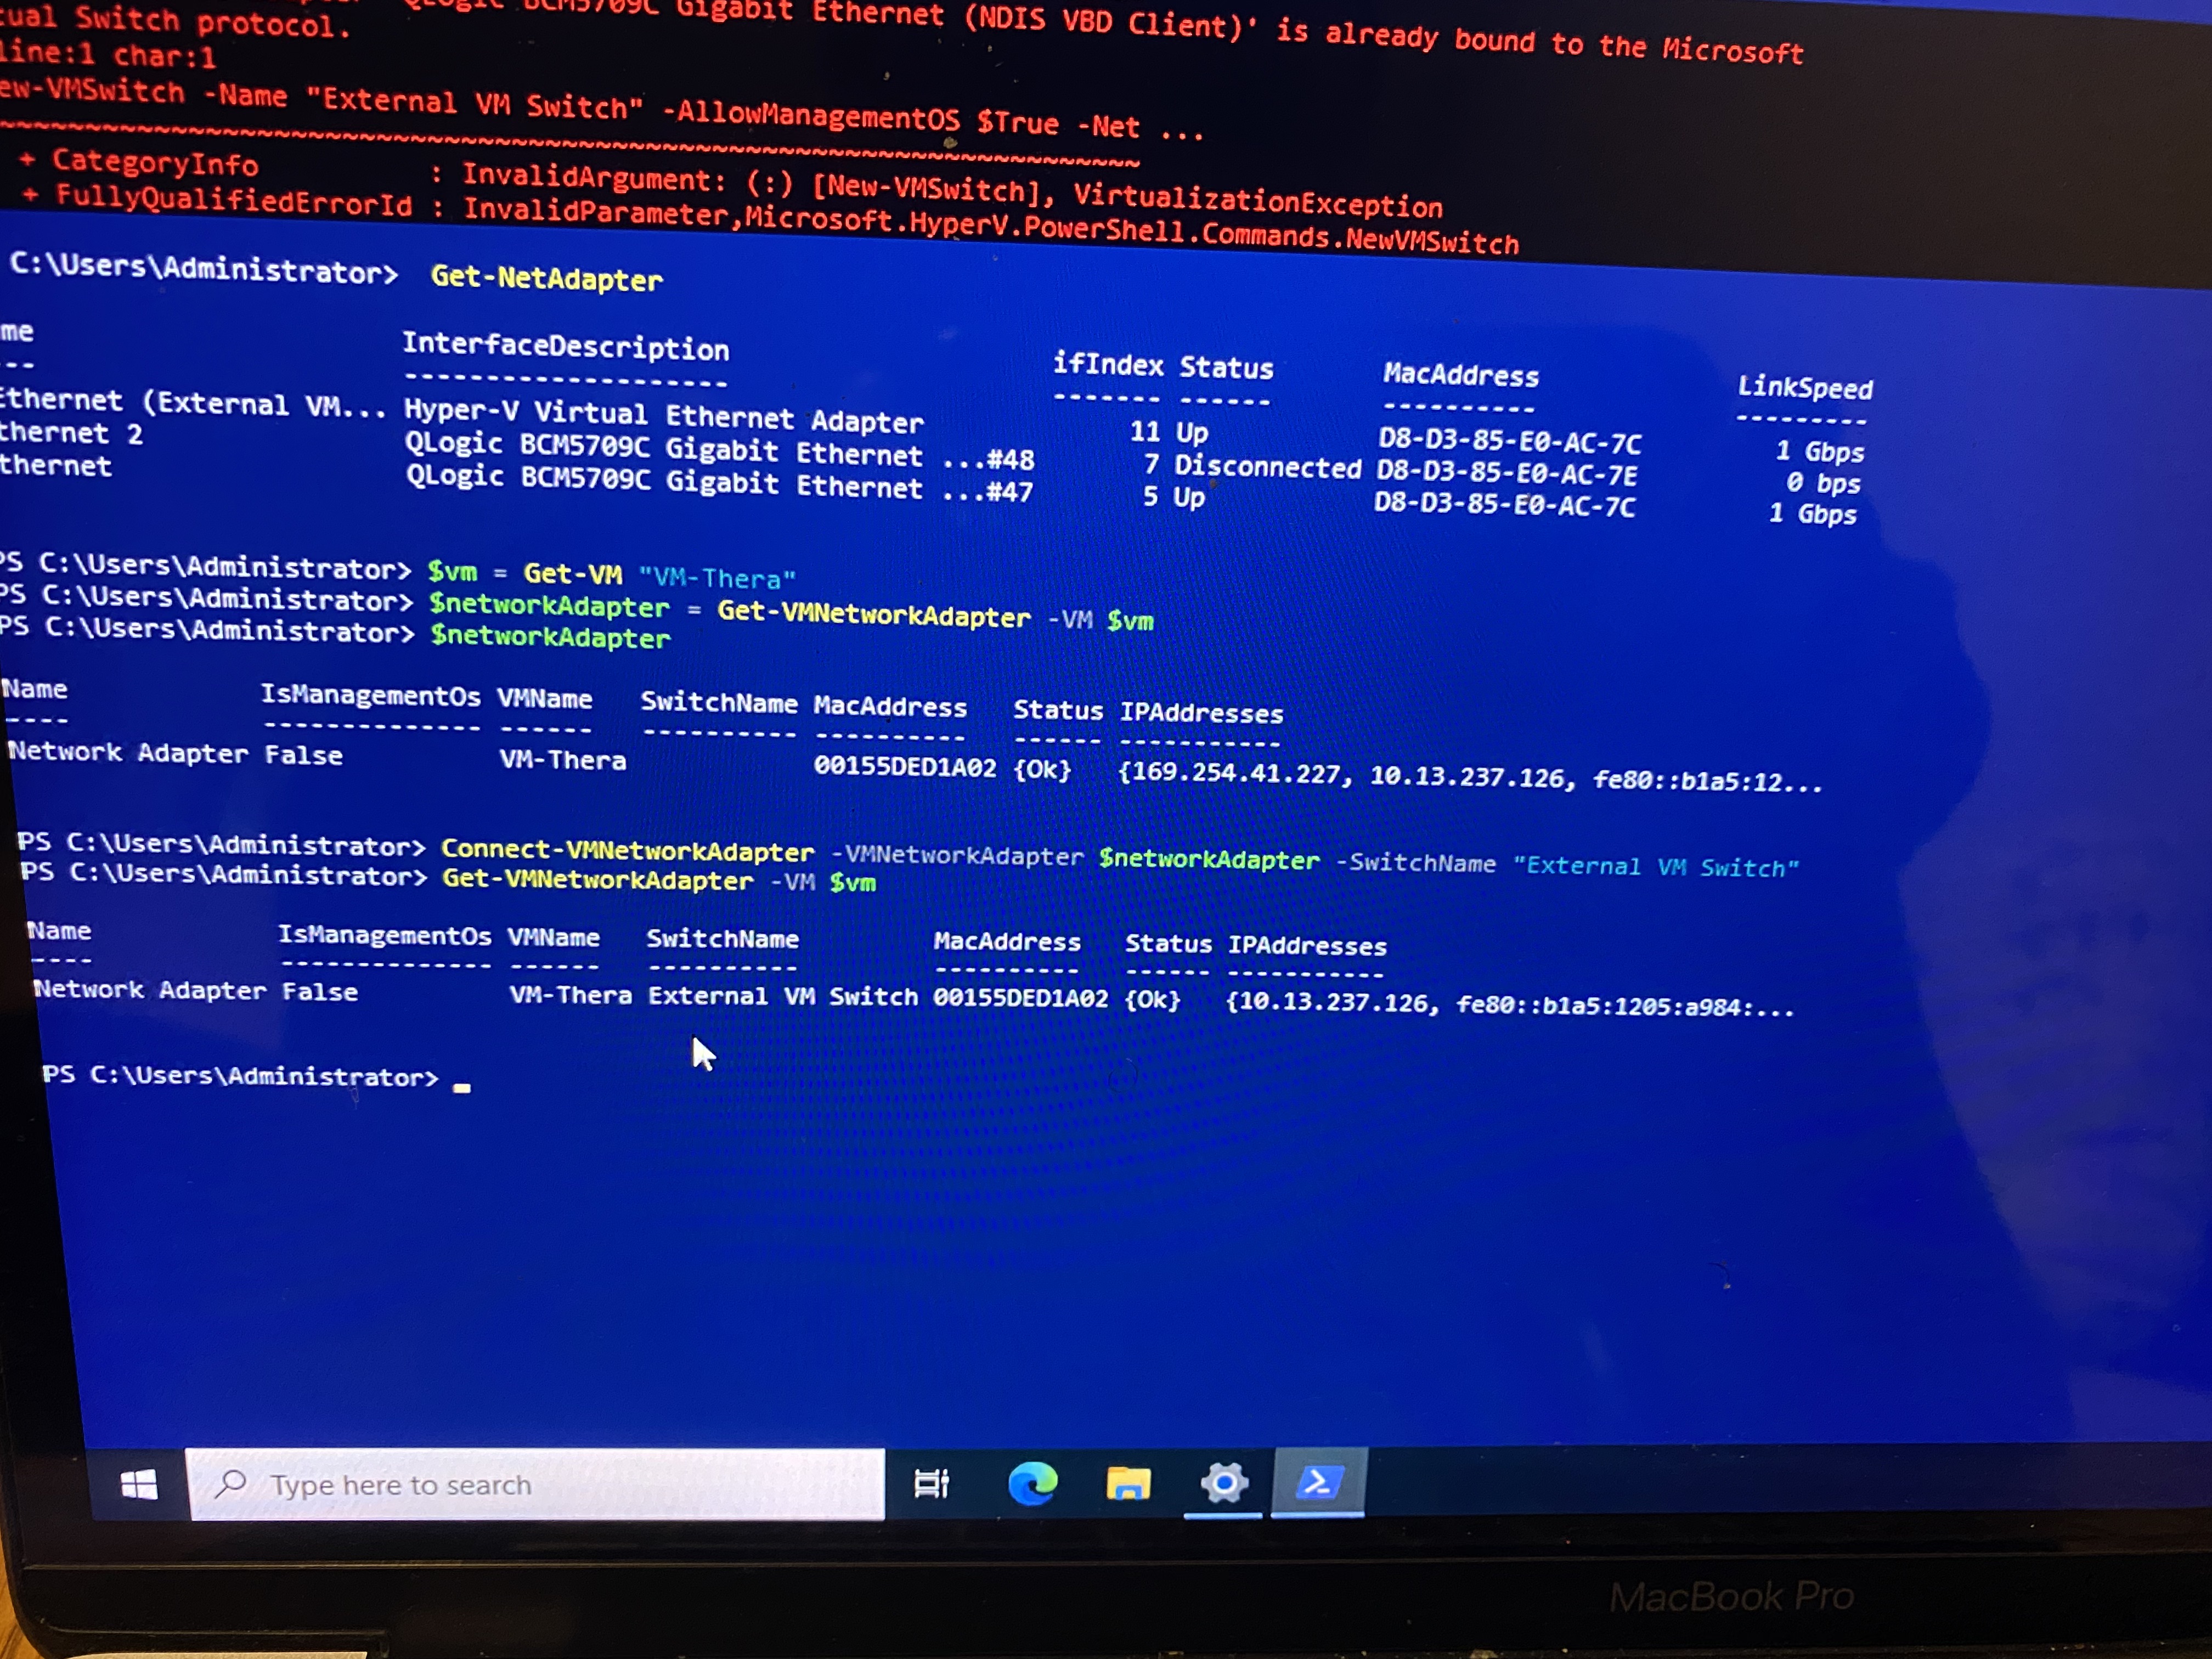 QLogic BCM5709C Gigabit Ethernet (NDIS VBD Client)' is already bound to the Microsoft
tual Switch protocol.
line:1 char:1
ew-VMSwitch -Name "External VM Switch" -AllowManagementOS $True -Net ...
~~~~~~~~~~~~~~~~~~~~~~~~~~~~~~~~~~~~~~~~~~~~~~~~~~~~~~~~~~~~~~~~~~~~~~
+ CategoryInfo : InvalidArgument: (:) [New-VMSwitch], VirtualizationException
+ FullyQualifiedErrorId : InvalidParameter,Microsoft.HyperV.PowerShell.Commands.NewVMSwitch
C:\Users\Administrator> Get-NetAdapter
me InterfaceDescription ifIndex Status MacAddress LinkSpeed
--- -------------------- ------- ------ ---------- ---------
Ethernet (External VM... Hyper-V Virtual Ethernet Adapter 11 Up D8-D3-85-E0-AC-7C 1 Gbps
thernet 2 QLogic BCM5709C Gigabit Ethernet ...#48 7 Disconnected D8-D3-85-E0-AC-7E 0 bps
thernet QLogic BCM5709C Gigabit Ethernet ...#47 5 Up D8-D3-85-E0-AC-7C 1 Gbps
PS C:\Users\Administrator> $vm = Get-VM "VM-Thera"
PS C:\Users\Administrator> $networkAdapter = Get-VMNetworkAdapter -VM $vm
PS C:\Users\Administrator> $networkAdapter
Name IsManagementOs VMName SwitchName MacAddress Status IPAddresses
---- -------------- ------ ---------- ---------- ------ -----------
Network Adapter False VM-Thera 00155DED1A02 {Ok} {169.254.41.227, 10.13.237.126, fe80::b1a5:12...
PS C:\Users\Administrator> Connect-VMNetworkAdapter -VMNetworkAdapter $networkAdapter -SwitchName "External VM Switch"
PS C:\Users\Administrator> Get-VMNetworkAdapter -VM $vm
Name IsManagementOs VMName SwitchName MacAddress Status IPAddresses
---- -------------- ------ ---------- ---------- ------ -----------
Network Adapter False VM-Thera External VM Switch 00155DED1A02 {Ok} {10.13.237.126, fe80::b1a5:1205:a984:...
PS C:\Users\Administrator> _
Type here to search
MacBook Pro